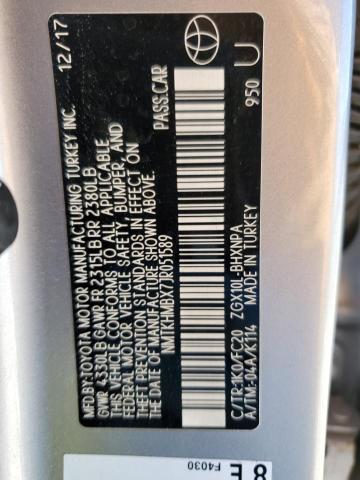 MFD.BY:TOYOTA MOTOR MANUFACTURING TURKEY INC. 12/17
GVWR 4330LB GAWR FR 2315LB RR 2380LB
THIS VEHICLE CONFORMS TO ALL APPLICABLE
FEDERAL MOTOR VEHICLE SAFETY, BUMPER, AND
THEFT PREVENTION STANDARDS IN EFFECT ON
THE DATE OF MANUFACTURE SHOWN ABOVE.
NMTKHMBX7JR051589 PASS.CAR
C/TR:1K0/FC20 ZGX10L-BHXNPA
A/TM:-04A/K114 MADE IN TURKEY
950 U
8 E
F4030